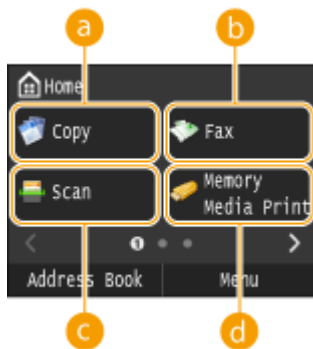 a b
Home
Copy Fax
Scan Memory
Media Print
1
Address Book Menu
c d